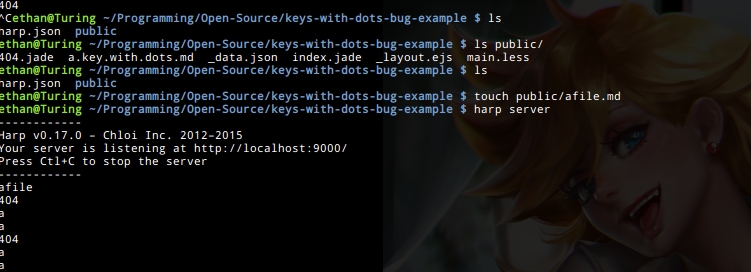 404
^Cethan@Turing ~/Programming/Open-Source/keys-with-dots-bug-example $ ls
harp.json  public
ethan@Turing ~/Programming/Open-Source/keys-with-dots-bug-example $ ls public/
404.jade  a.key.with.dots.md  _data.json  index.jade  _layout.ejs  main.less
ethan@Turing ~/Programming/Open-Source/keys-with-dots-bug-example $ ls
harp.json  public
ethan@Turing ~/Programming/Open-Source/keys-with-dots-bug-example $ touch public/afile.md
ethan@Turing ~/Programming/Open-Source/keys-with-dots-bug-example $ harp server
------------
Harp v0.17.0 – Chloi Inc. 2012–2015
Your server is listening at http://localhost:9000/
Press Ctl+C to stop the server
------------
afile
404
a
a
404
a
a